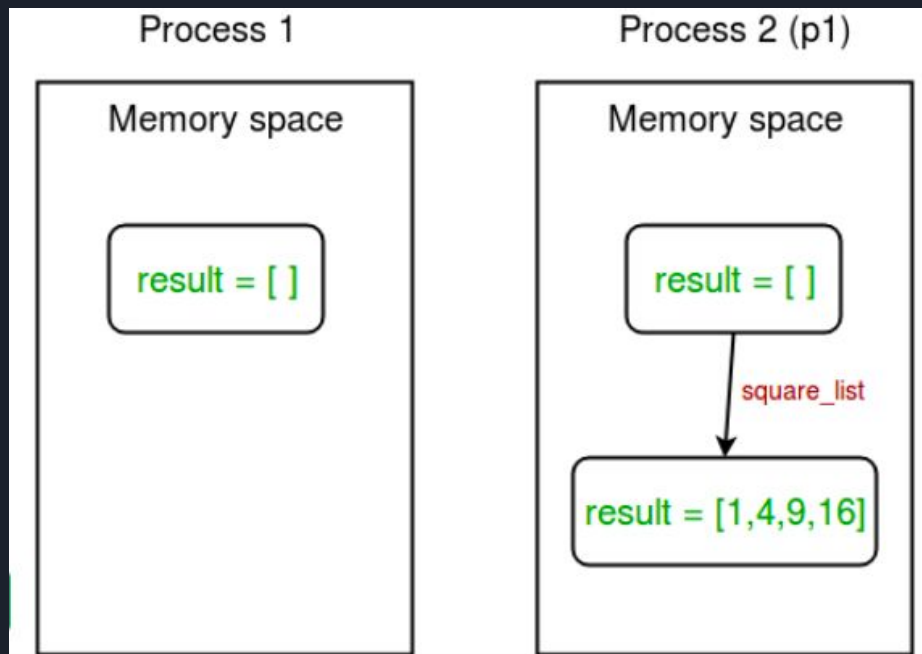 Process 1
Memory space
result = [ ]
Process 2 (p1)
Memory space
result = [ ]
square_list
result = [1,4,9,16]